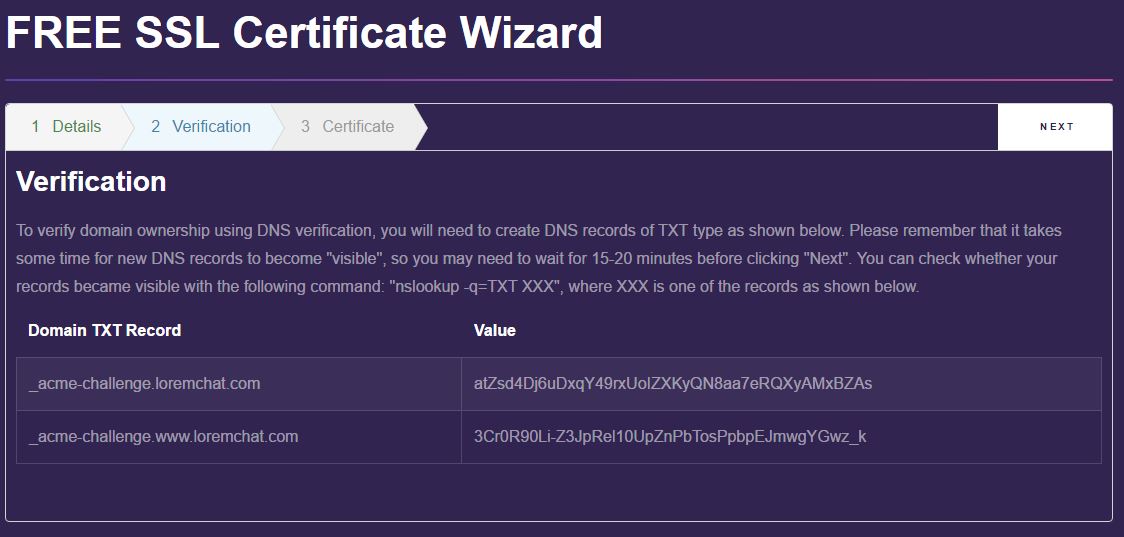 FREE SSL Certificate Wizard
1 Details 2 Verification 3 Certificate NEXT
Verification
To verify domain ownership using DNS verification, you will need to create DNS records of TXT type as shown below. Please remember that it takes
some time for new DNS records to become "visible", so you may need to wait for 15-20 minutes before clicking "Next". You can check whether your
records became visible with the following command: "nslookup -q=TXT XXX", where XXX is one of the records as shown below.
Domain TXT Record Value
_acme-challenge.loremchat.com atZsd4Dj6uDxqY49rxUolZXKyQN8aa7eRQXyAMxBZAs
_acme-challenge.www.loremchat.com 3Cr0R90Li-Z3JpRel10UpZnPbTosPpbpEJmwgYGwz_k